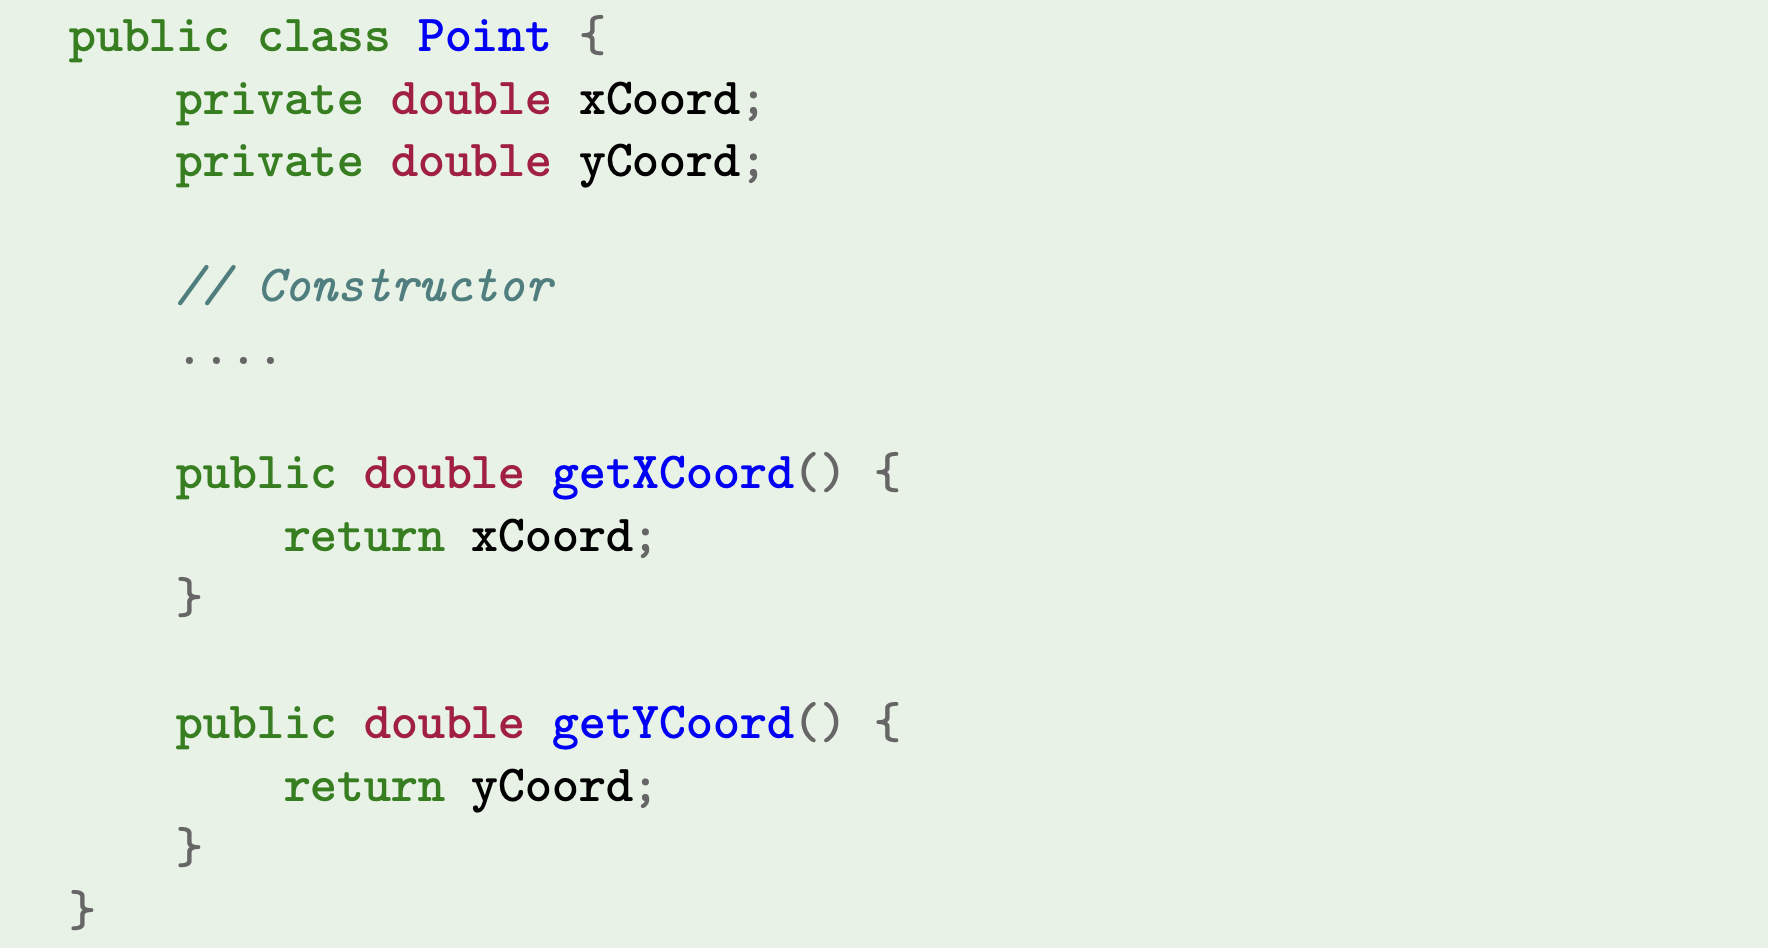 public class Point {
    private double xCoord;
    private double yCoord;

    // Constructor
    ....

    public double getXCoord() {
        return xCoord;
    }

    public double getYCoord() {
        return yCoord;
    }
}